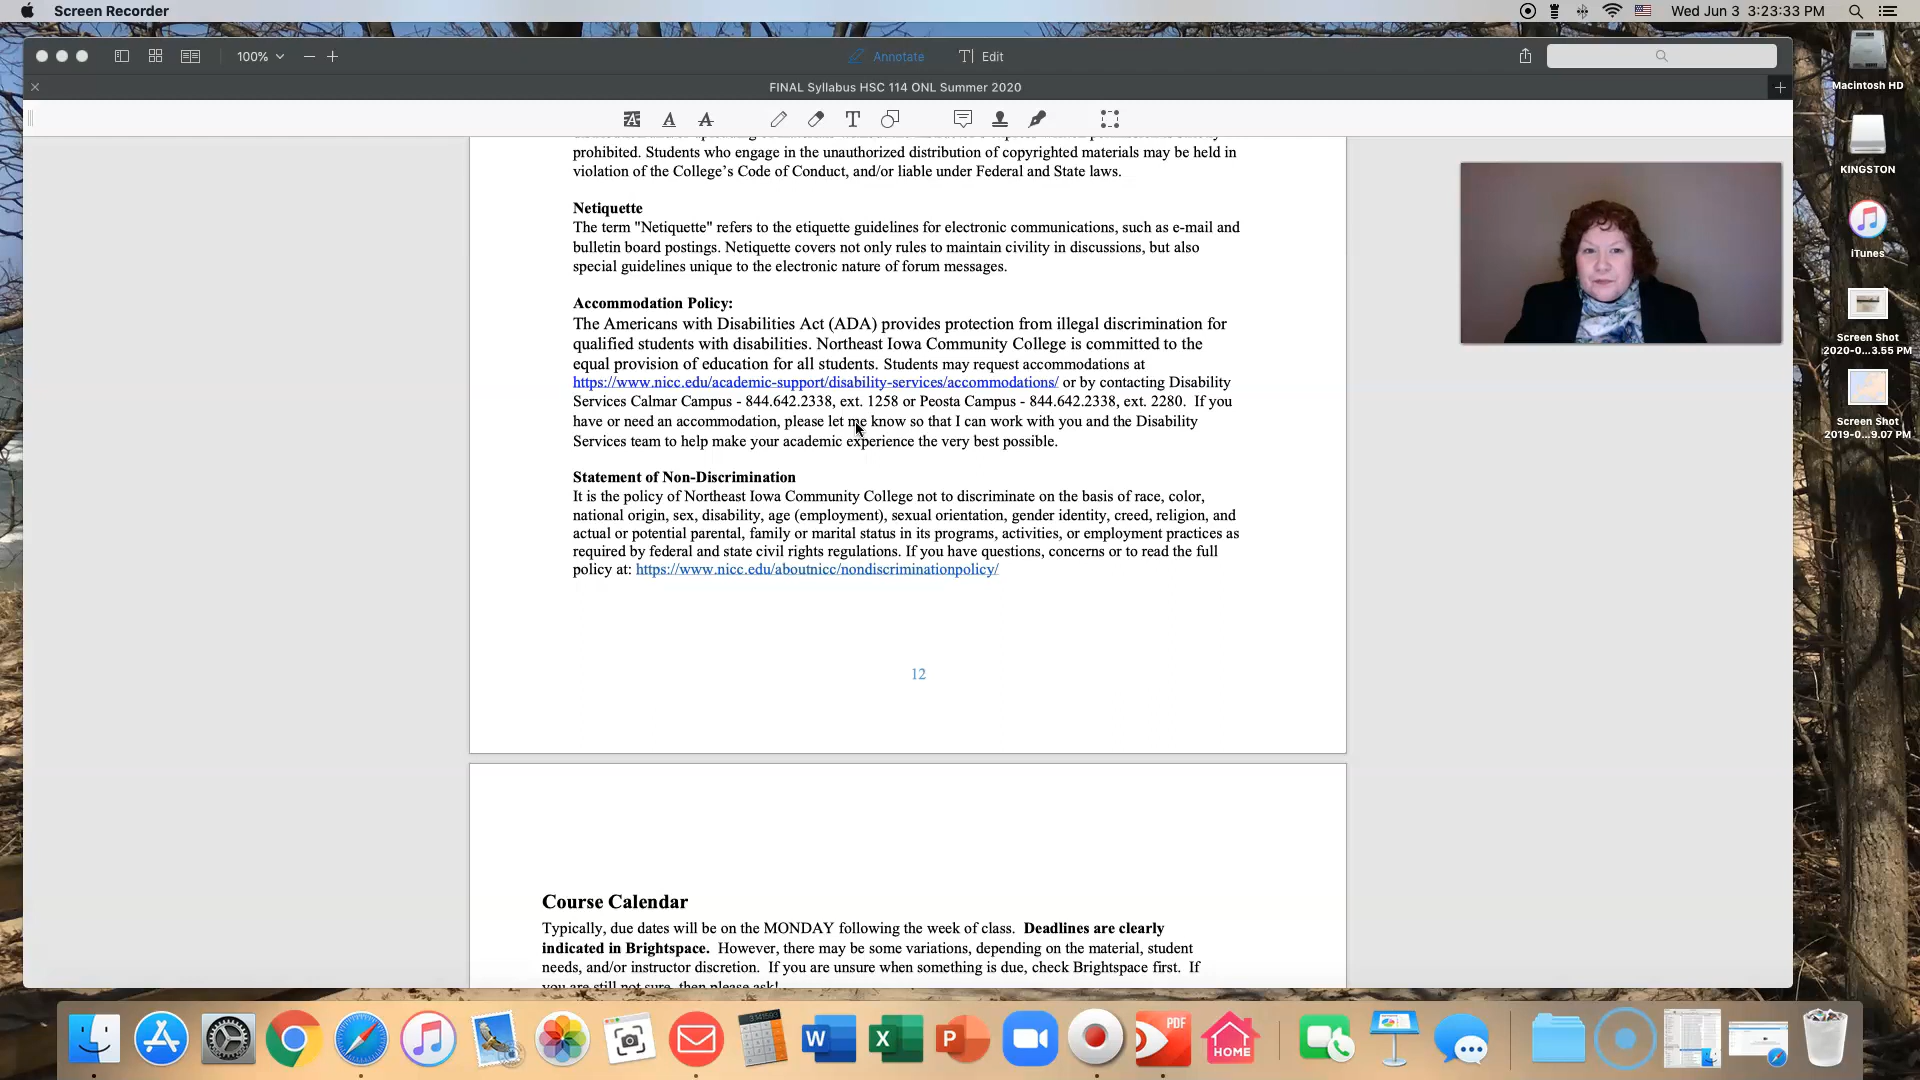 Screen Recorder
Wed Jun 3 3:23:33 PM
100%
Annotate
Edit
FINAL Syllabus HSC 114 ONL Summer 2020
prohibited. Students who engage in the unauthorized distribution of copyrighted materials may be held in
violation of the College's Code of Conduct, and/or liable under Federal and State laws.
Netiquette
The term "Netiquette" refers to the etiquette guidelines for electronic communications, such as e-mail and
bulletin board postings. Netiquette covers not only rules to maintain civility in discussions, but also
special guidelines unique to the electronic nature of forum messages.
Accommodation Policy:
The Americans with Disabilities Act (ADA) provides protection from illegal discrimination for
qualified students with disabilities. Northeast Iowa Community College is committed to the
equal provision of education for all students. Students may request accommodations at
https://www.nicc.edu/academic-support/disability-services/accommodations/ or by contacting Disability
Services Calmar Campus - 844.642.2338, ext. 1258 or Peosta Campus - 844.642.2338, ext. 2280. If you
have or need an accommodation, please let me know so that I can work with you and the Disability
Services team to help make your academic experience the very best possible.
Statement of Non-Discrimination
It is the policy of Northeast Iowa Community College not to discriminate on the basis of race, color,
national origin, sex, disability, age (employment), sexual orientation, gender identity, creed, religion, and
actual or potential parental, family or marital status in its programs, activities, or employment practices as
required by federal and state civil rights regulations. If you have questions, concerns or to read the full
policy at: https://www.nicc.edu/aboutnicc/nondiscriminationpolicy/
12
Course Calendar
Typically, due dates will be on the MONDAY following the week of class. Deadlines are clearly
indicated in Brightspace. However, there may be some variations, depending on the material, student
needs, and/or instructor discretion. If you are unsure when something is due, check Brightspace first. If
you are still not sure, then please ask!
Macintosh HD
KINGSTON
iTunes
Screen Shot
2020-0...3.55 PM
Screen Shot
2019-0...9.07 PM
W
X
P
PDF
HOME